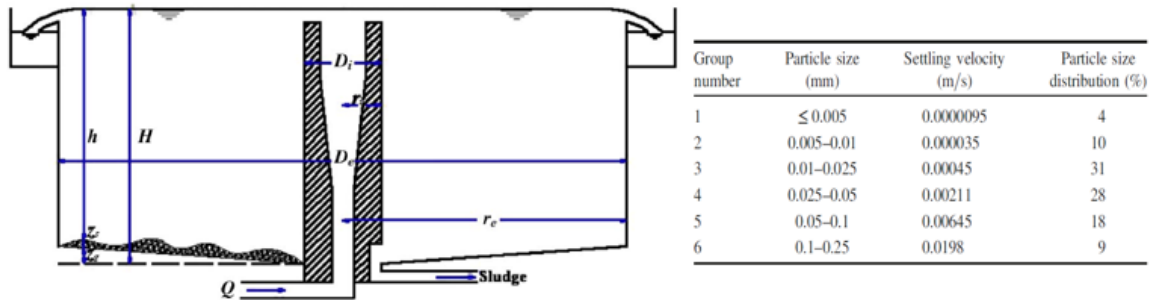 D_i
r_i
h
H
D_e
r_e
z_s
Sludge
Q
Group number
Particle size (mm)
Settling velocity (m/s)
Particle size distribution (%)
1 ≤ 0.005 0.0000095 4
2 0.005–0.01 0.000035 10
3 0.01–0.025 0.00045 31
4 0.025–0.05 0.00211 28
5 0.05–0.1 0.00645 18
6 0.1–0.25 0.0198 9